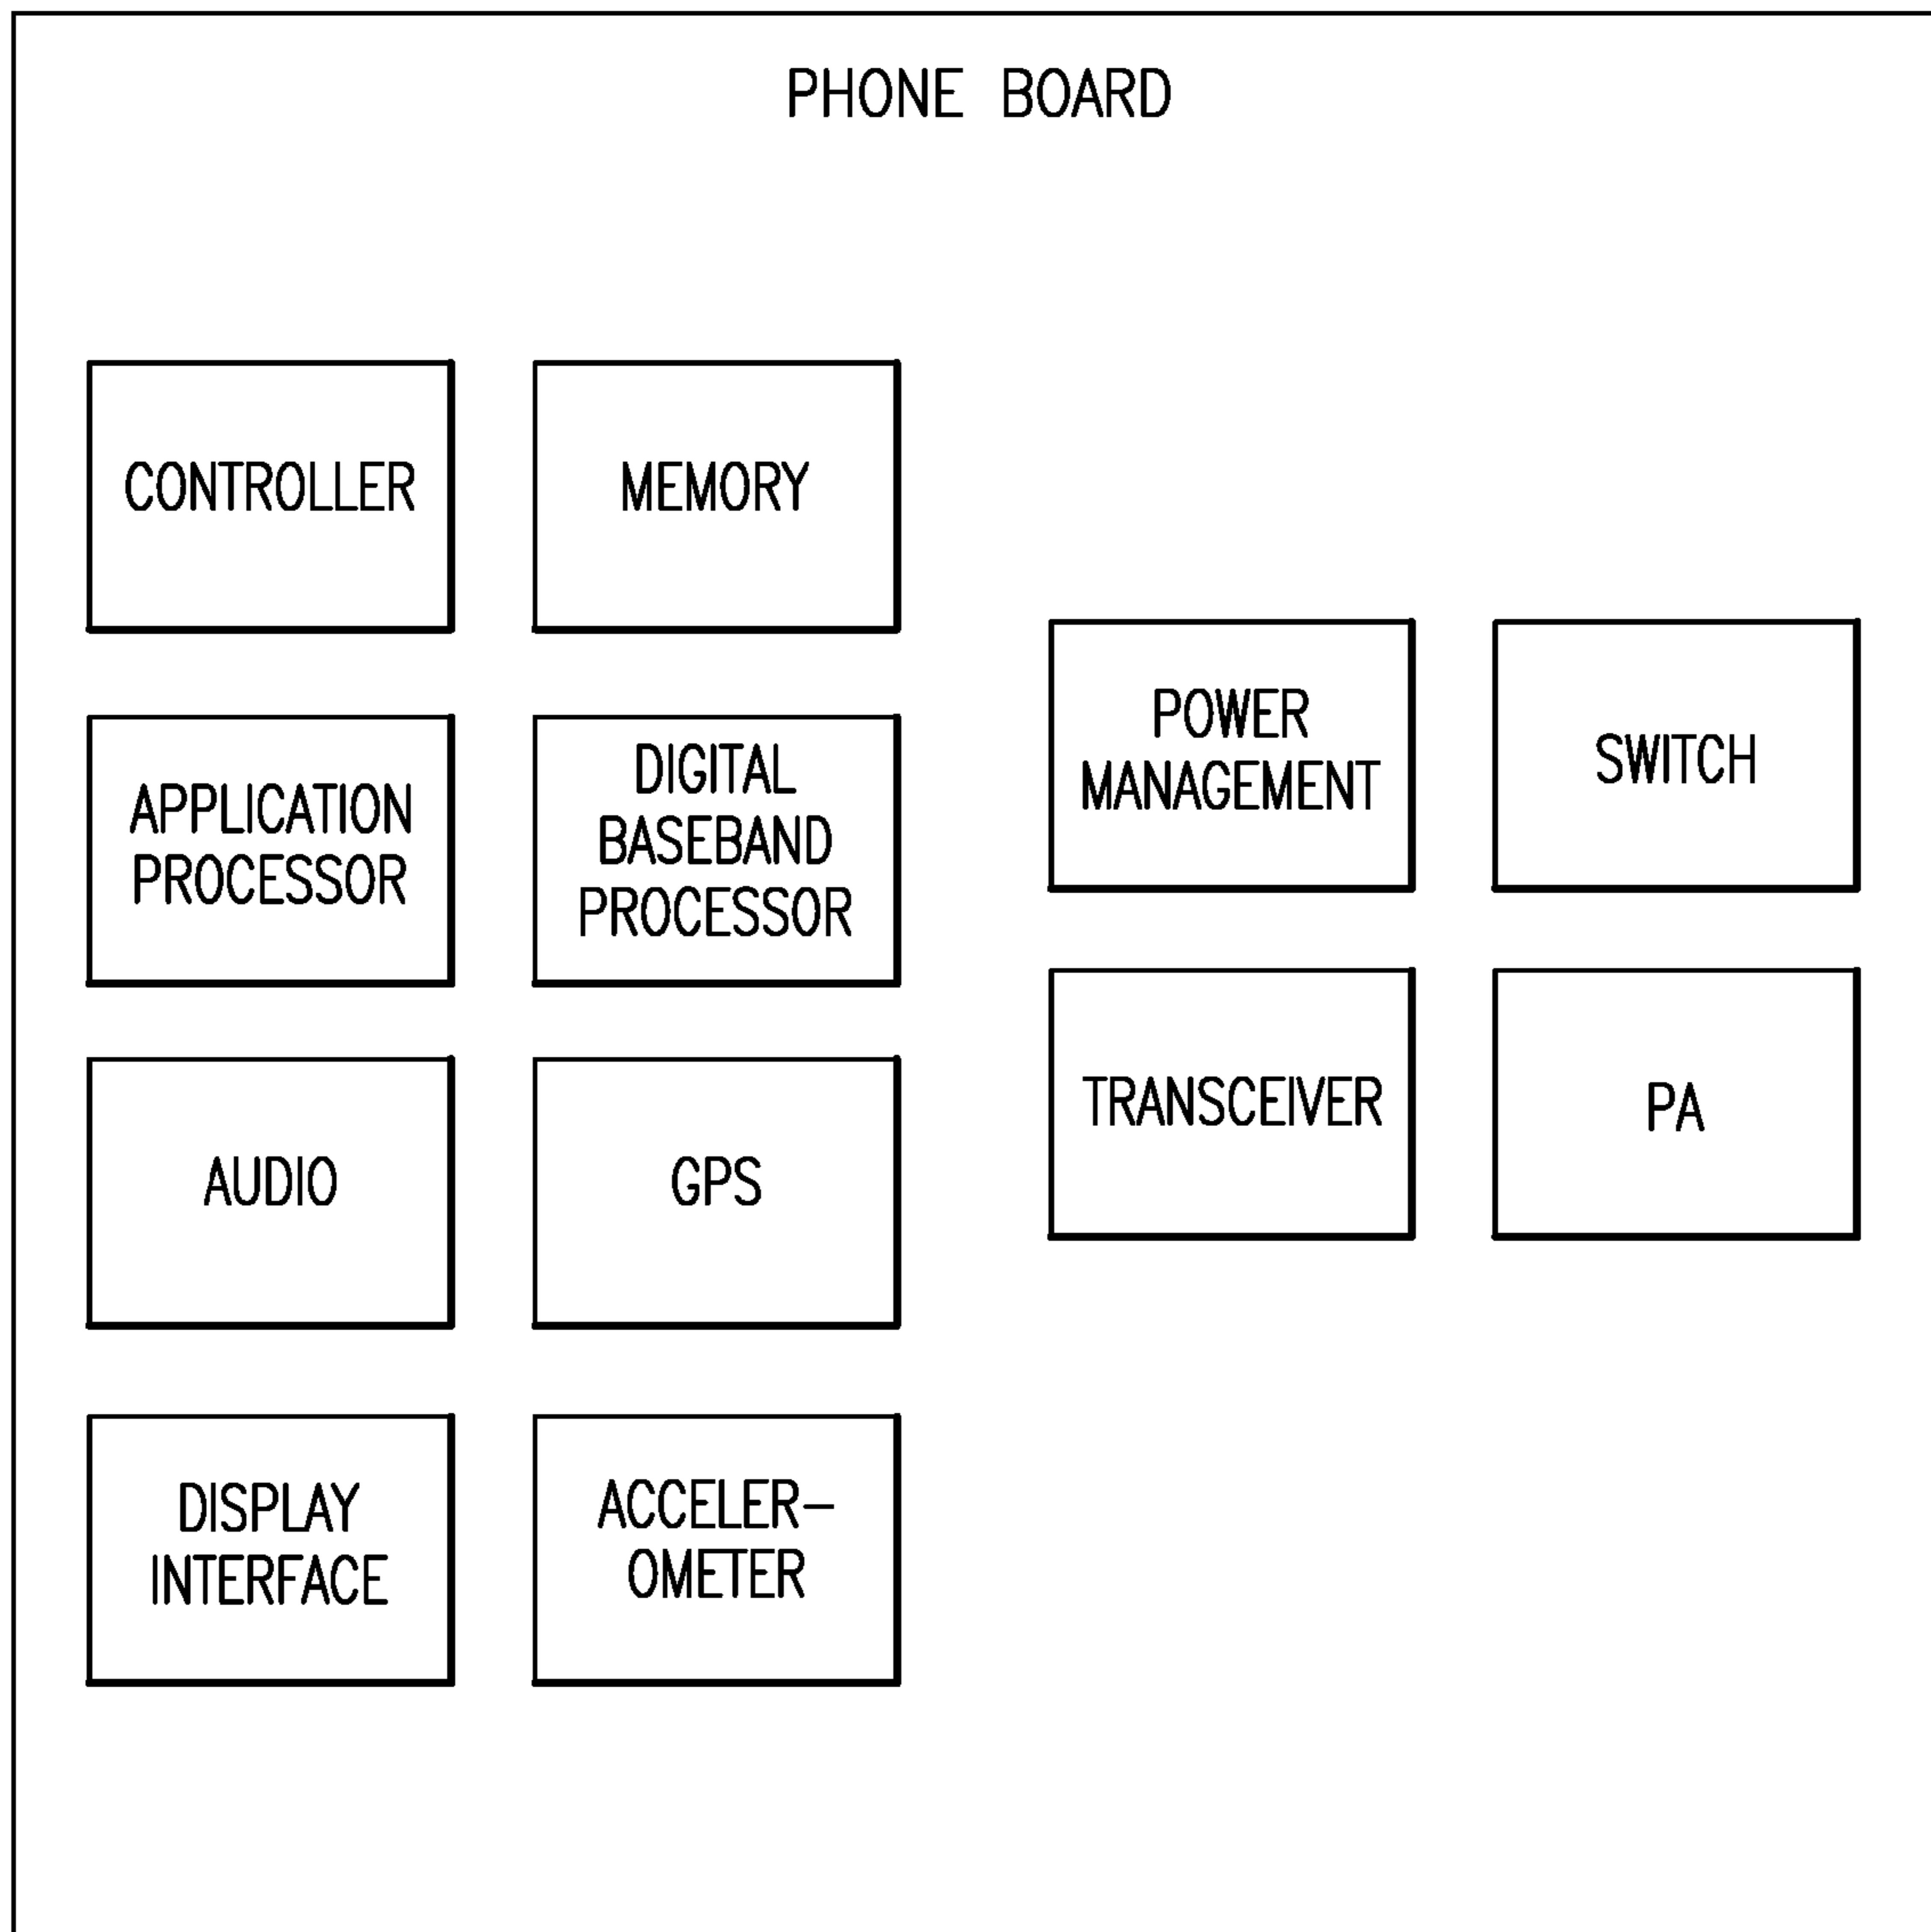 PHONE BOARD
CONTROLLER
MEMORY
APPLICATION
PROCESSOR
DIGITAL
BASEBAND
PROCESSOR
POWER
MANAGEMENT
SWITCH
AUDIO
GPS
TRANSCEIVER
PA
DISPLAY
INTERFACE
ACCELER-
OMETER